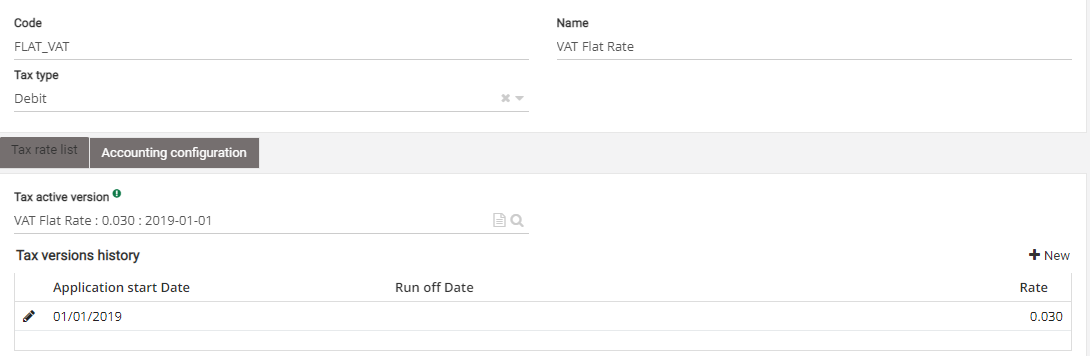 Code
Name
FLAT_VAT
VAT Flat Rate
Tax type
Debit
Tax rate list
Accounting configuration
Tax active version
VAT Flat Rate : 0.030 : 2019-01-01
Tax versions history
New
Application start Date
Run off Date
Rate
01/01/2019
0.030